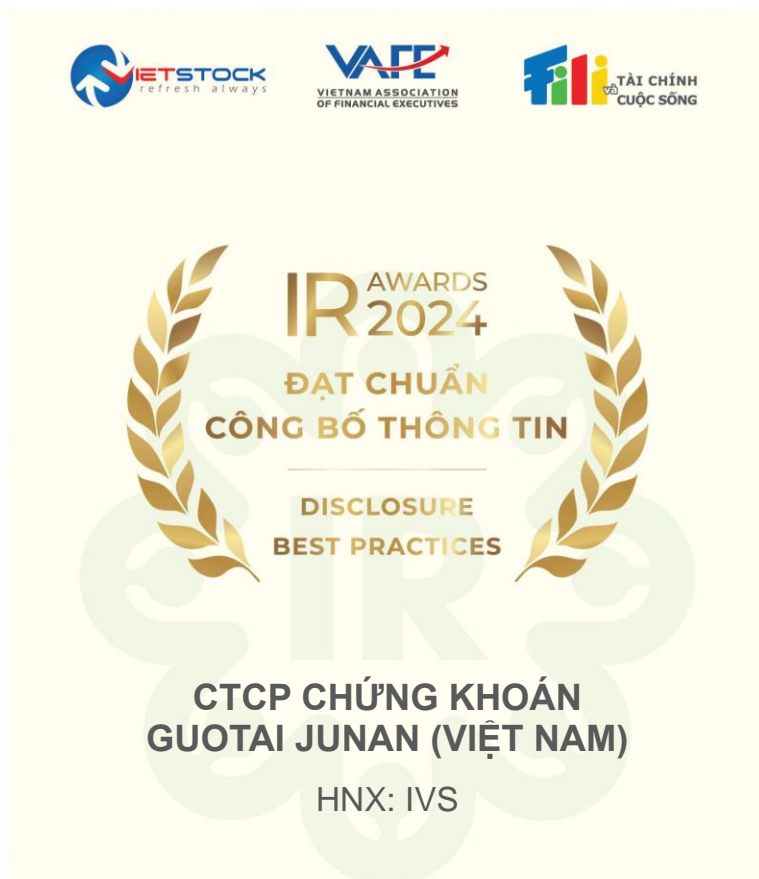 VIETSTOCK
refresh always
VAFE
VIETNAM ASSOCIATION
OF FINANCIAL EXECUTIVES
Fili
TÀI CHÍNH
và
CUỘC SỐNG
IR AWARDS
2024
ĐẠT CHUẨN
CÔNG BỐ THÔNG TIN
DISCLOSURE
BEST PRACTICES
IR
CTCP CHỨNG KHOÁN
GUOTAI JUNAN (VIỆT NAM)
HNX: IVS